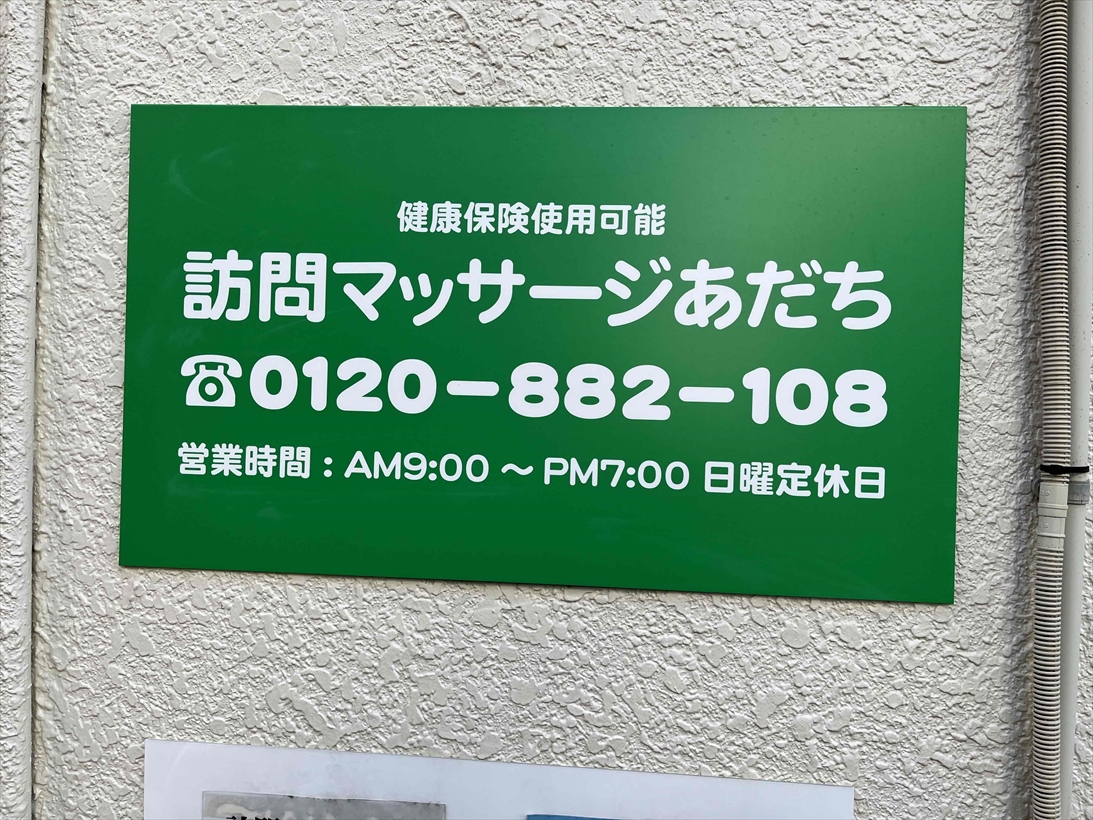 健康保険使用可能
訪問マッサージあだち
☎0120-882-108
営業時間：AM9:00～PM7:00 日曜定休日